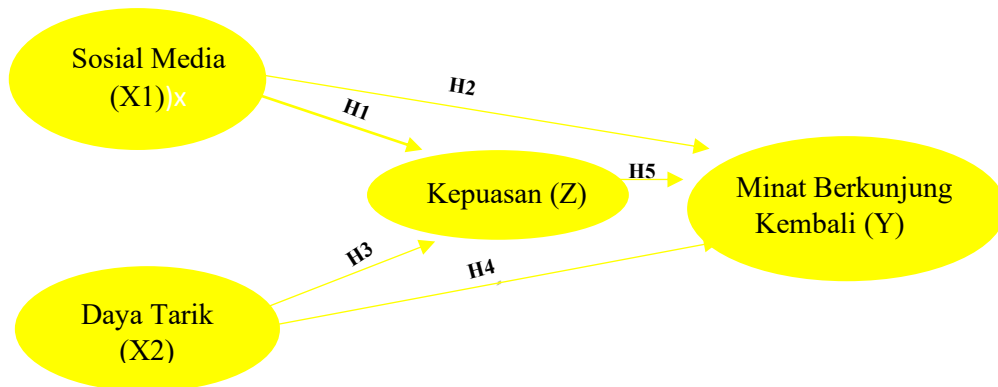 Sosial Media
(X1))x
H2
H1
Kepuasan (Z)
H5
Minat Berkunjung
Kembali (Y)
H3
H4
Daya Tarik
(X2)